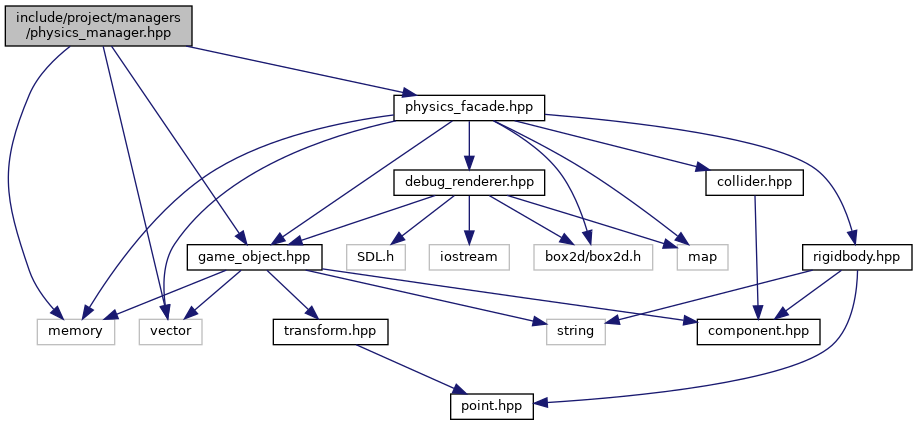 include/project/managers
/physics_manager.hpp
physics_facade.hpp
debug_renderer.hpp
collider.hpp
game_object.hpp
SDL.h
iostream
box2d/box2d.h
map
rigidbody.hpp
memory
vector
transform.hpp
string
component.hpp
point.hpp